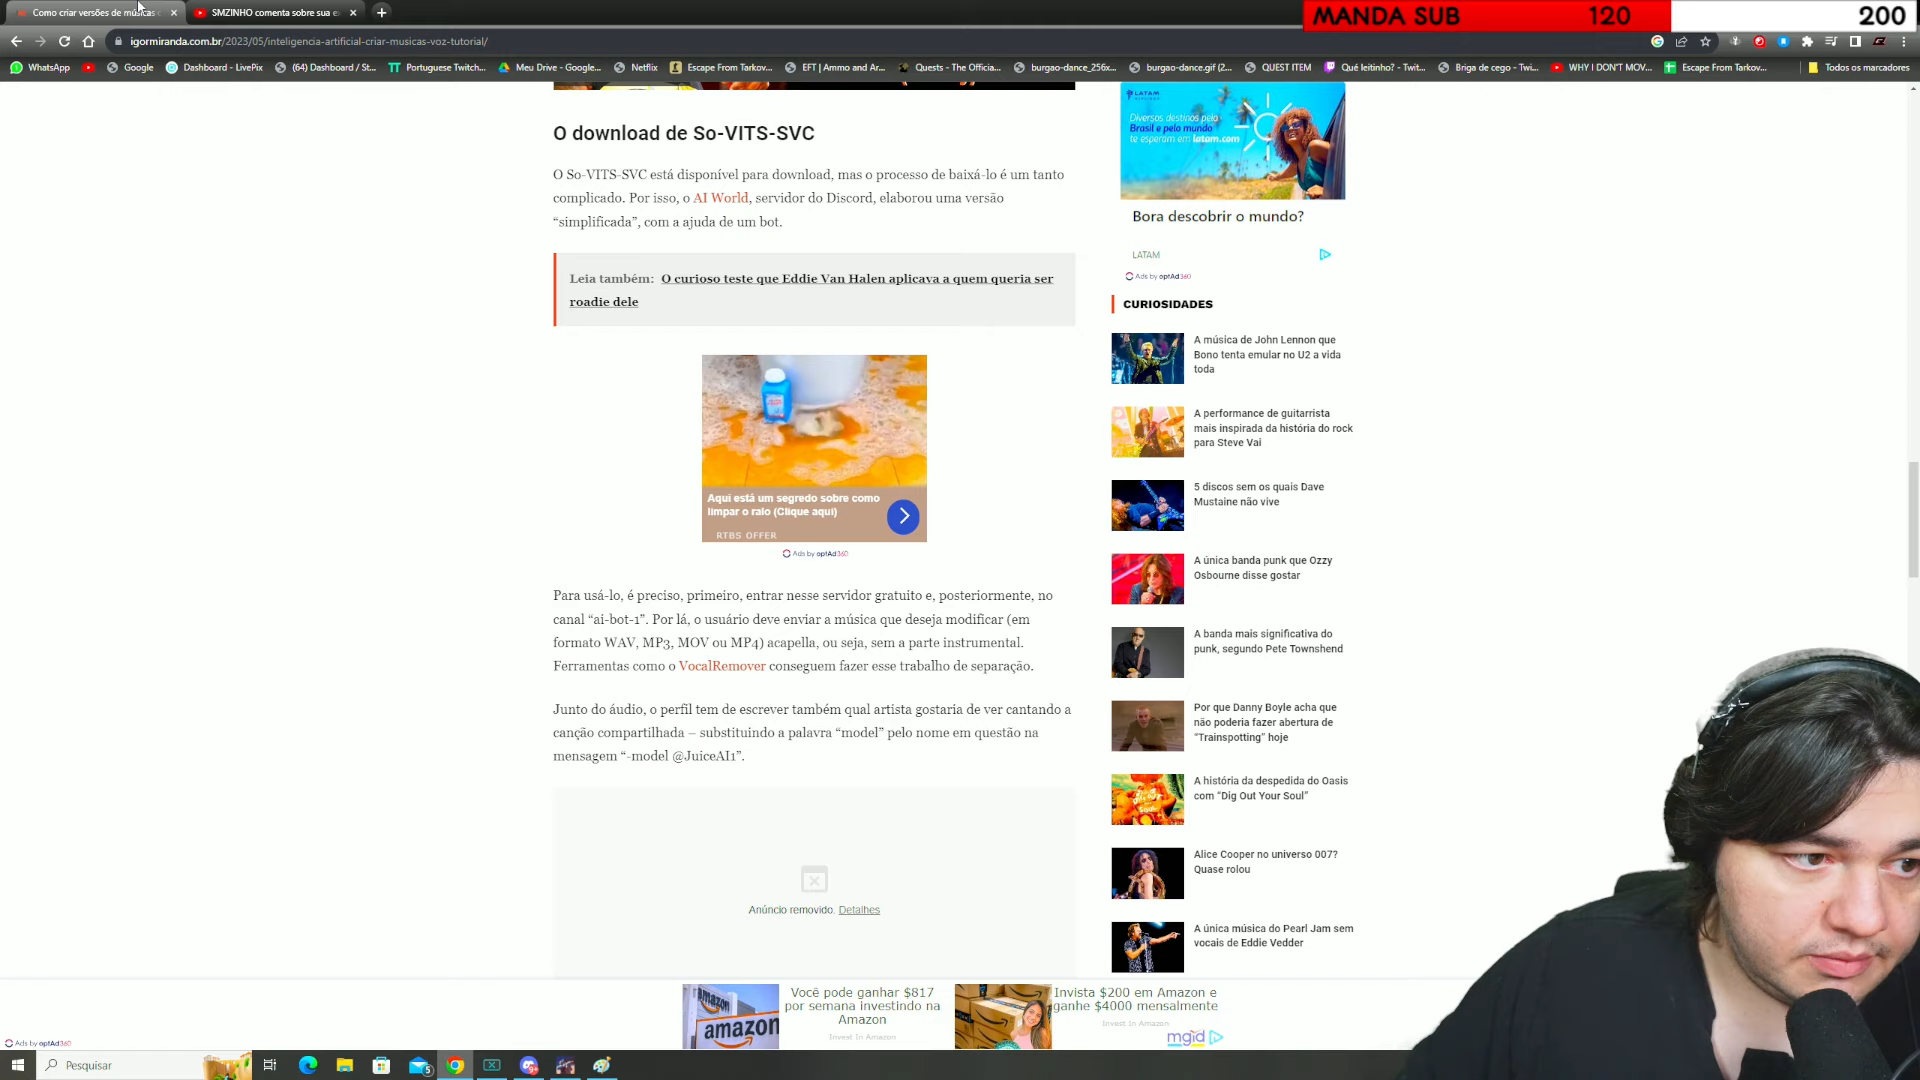 Como criar versões de músicas
SMZINHO comenta sobre sua e
MANDA SUB 120 200
igormiranda.com.br/2023/05/inteligencia-artificial-criar-musicas-voz-tutorial/
WhatsApp Google Dashboard - LivePix (64) Dashboard / St... Portuguese Twitch... Meu Drive - Google... Netflix Escape From Tarkov... EFT | Ammo and Ar... Quests - The Officia... burgao-dance_256x... burgao-dance.gif (2... QUEST ITEM Qué leitinho? - Twit... Briga de cego - Twi... WHY I DON'T MOV... Escape From Tarkov... Todos os marcadores
O download de So-VITS-SVC
O So-VITS-SVC está disponível para download, mas o processo de baixá-lo é um tanto
complicado. Por isso, o AI World, servidor do Discord, elaborou uma versão
“simplificada”, com a ajuda de um bot.
Leia também: O curioso teste que Eddie Van Halen aplicava a quem queria ser
roadie dele
Aqui está um segredo sobre como
limpar o ralo (Clique aqui)
RTBS OFFER
Ads by optAd360
Para usá-lo, é preciso, primeiro, entrar nesse servidor gratuito e, posteriormente, no
canal “ai-bot-1”. Por lá, o usuário deve enviar a música que deseja modificar (em
formato WAV, MP3, MOV ou MP4) acapella, ou seja, sem a parte instrumental.
Ferramentas como o VocalRemover conseguem fazer esse trabalho de separação.
Junto do áudio, o perfil tem de escrever também qual artista gostaria de ver cantando a
canção compartilhada – substituindo a palavra “model” pelo nome em questão na
mensagem “-model @JuiceAI1”.
Anúncio removido. Detalhes
LATAM
Diversos destinos pelo
Brasil e pelo mundo
te esperam em latam.com
Bora descobrir o mundo?
LATAM
Ads by optAd360
CURIOSIDADES
A música de John Lennon que
Bono tenta emular no U2 a vida
toda
A performance de guitarrista
mais inspirada da história do rock
para Steve Vai
5 discos sem os quais Dave
Mustaine não vive
A única banda punk que Ozzy
Osbourne disse gostar
A banda mais significativa do
punk, segundo Pete Townshend
Por que Danny Boyle acha que
não poderia fazer abertura de
“Trainspotting” hoje
A história da despedida do Oasis
com “Dig Out Your Soul”
Alice Cooper no universo 007?
Quase rolou
A única música do Pearl Jam sem
vocais de Eddie Vedder
amazon
amazon
Você pode ganhar $817
por semana investindo na
Amazon
Invest In Amazon
Invista $200 em Amazon e
ganhe $4000 mensalmente
Invest In Amazon
mgid
Ads by optAd360
Pesquisar
5